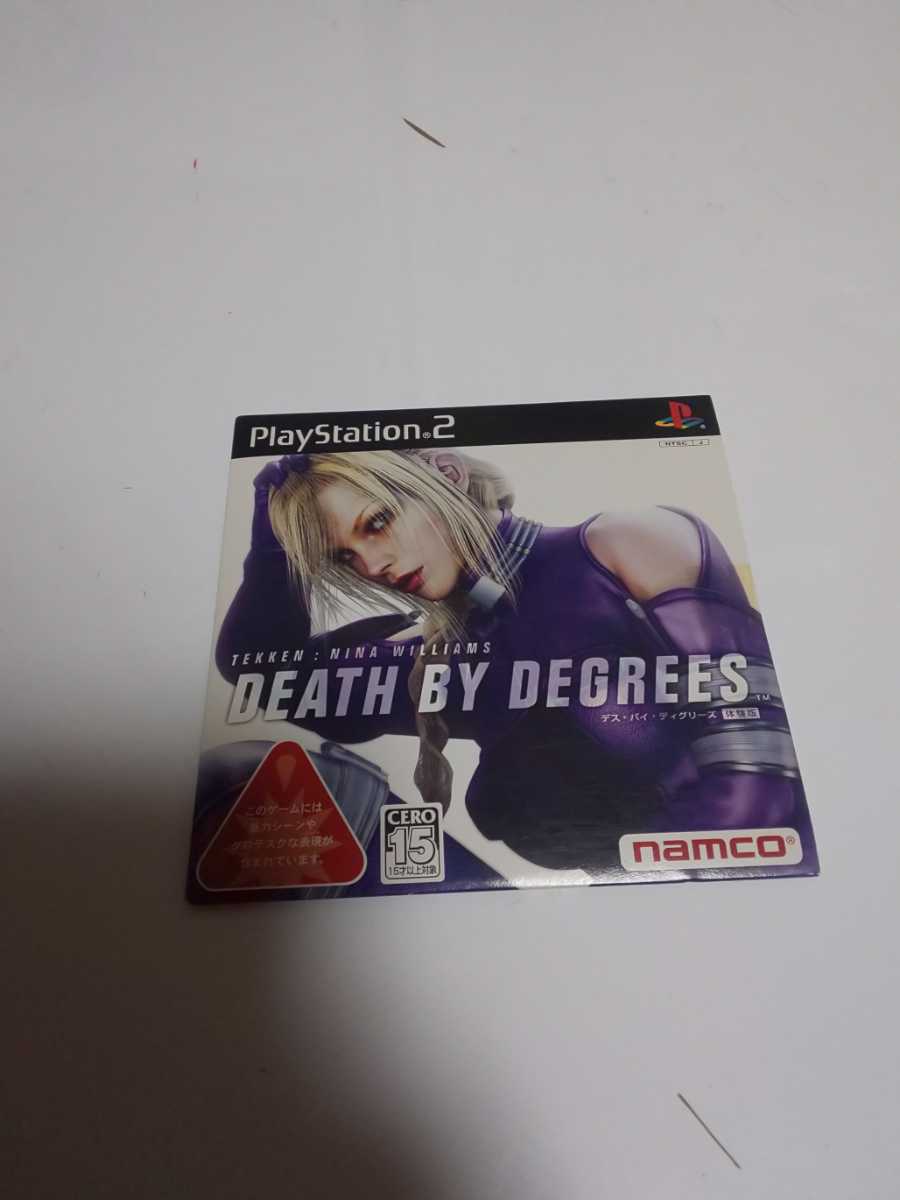 PlayStation®2
NTSC J
TEKKEN : NINA WILLIAMS
DEATH BY DEGREES™
デス・バイ・ディグリーズ 体験版
このゲームには
暴力シーンや
グロテスクな表現が
含まれています。
CERO
15
15才以上対象
namco®